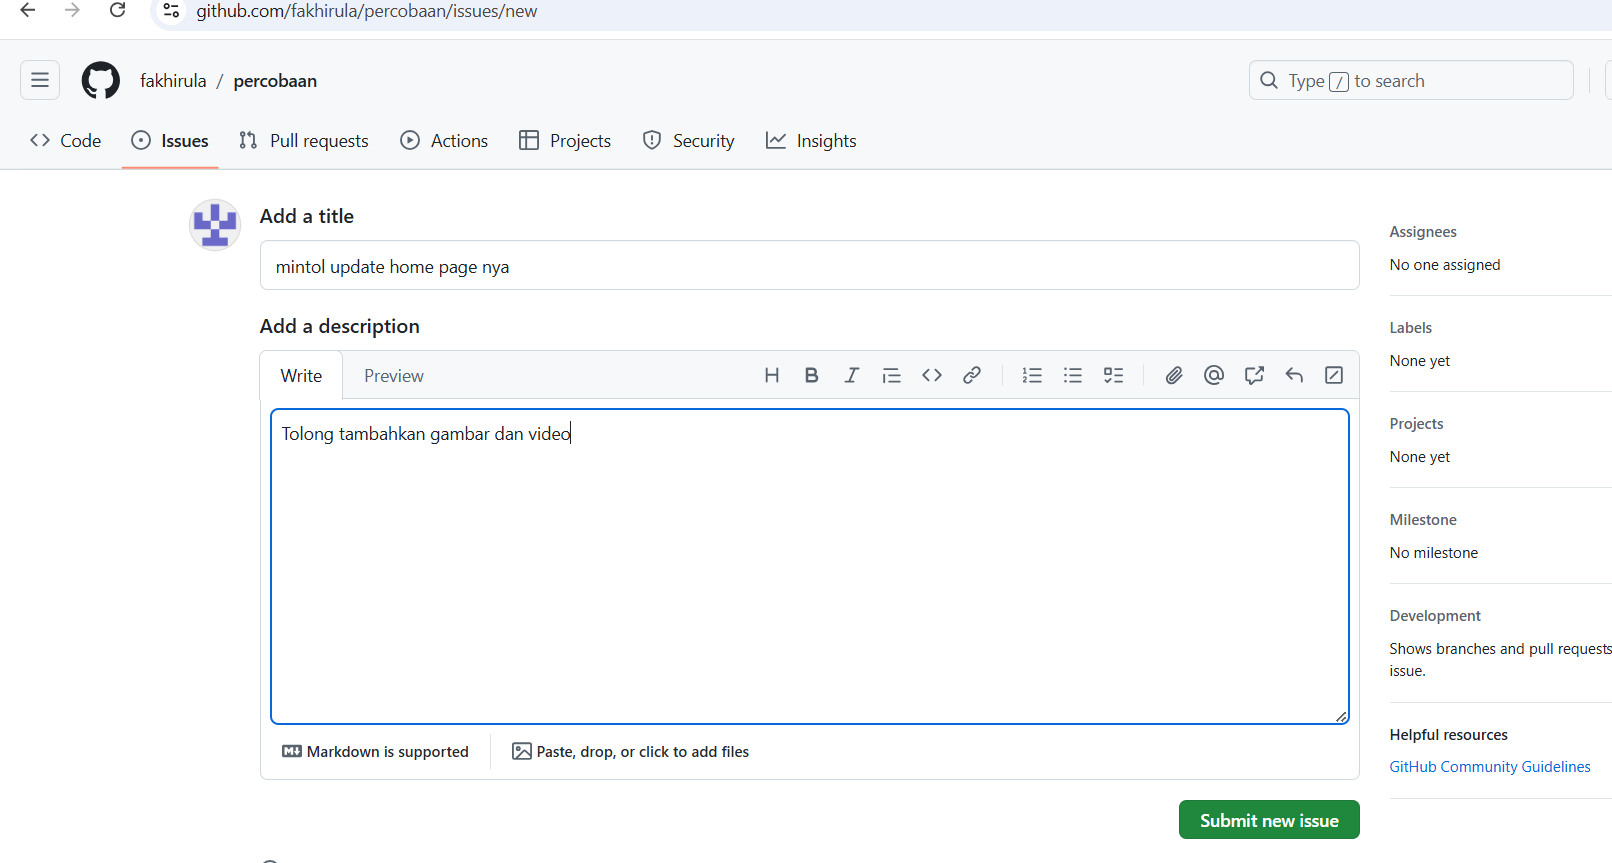 github.com/fakhirula/percobaan/issues/new
fakhirula / percobaan
Type / to search
Code Issues Pull requests Actions Projects Security Insights
Add a title
mintol update home page nya
Add a description
Write Preview
Tolong tambahkan gambar dan video
Markdown is supported
Paste, drop, or click to add files
Submit new issue
Assignees
No one assigned
Labels
None yet
Projects
None yet
Milestone
No milestone
Development
Shows branches and pull requests
issue.
Helpful resources
GitHub Community Guidelines